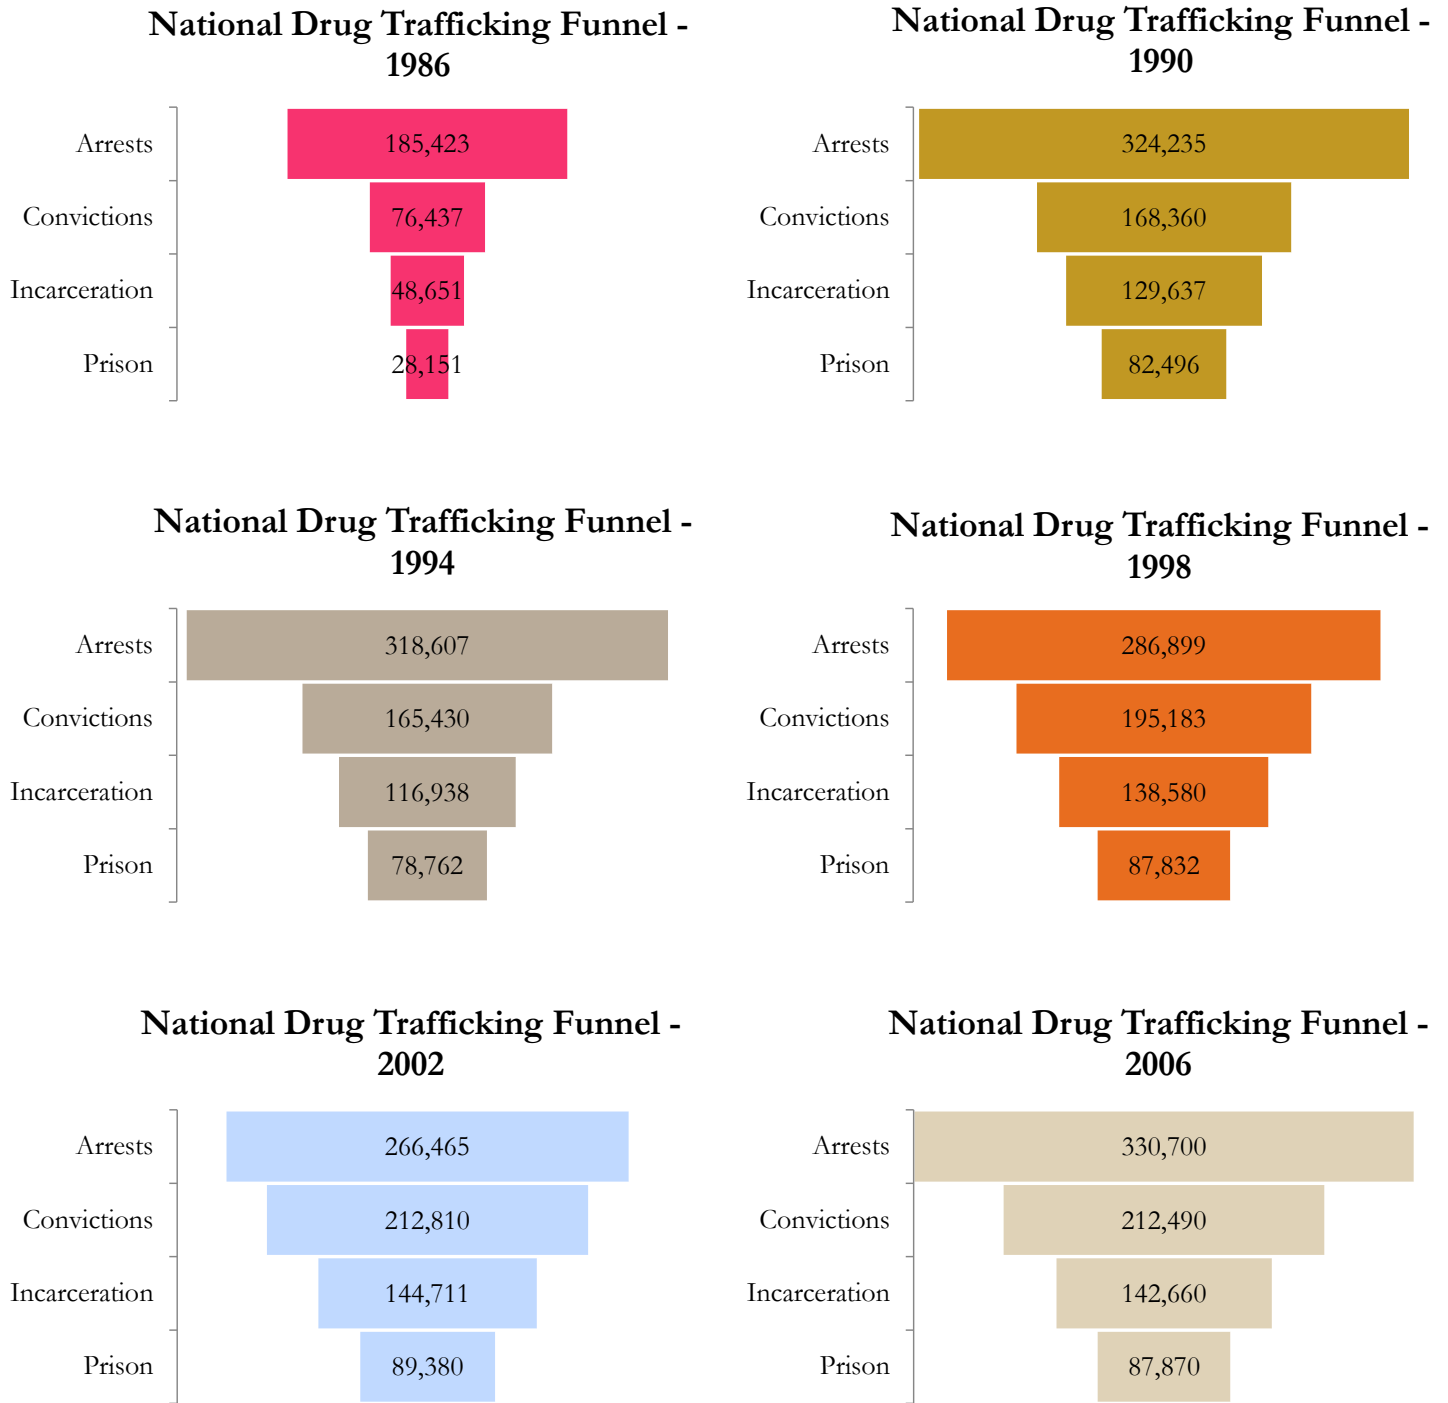 National Drug Trafficking Funnel -
1986
Arrests
185,423
Convictions
76,437
Incarceration
48,651
Prison
28,151
National Drug Trafficking Funnel -
1990
Arrests
324,235
Convictions
168,360
Incarceration
129,637
Prison
82,496
National Drug Trafficking Funnel -
1994
Arrests
318,607
Convictions
165,430
Incarceration
116,938
Prison
78,762
National Drug Trafficking Funnel -
1998
Arrests
286,899
Convictions
195,183
Incarceration
138,580
Prison
87,832
National Drug Trafficking Funnel -
2002
Arrests
266,465
Convictions
212,810
Incarceration
144,711
Prison
89,380
National Drug Trafficking Funnel -
2006
Arrests
330,700
Convictions
212,490
Incarceration
142,660
Prison
87,870